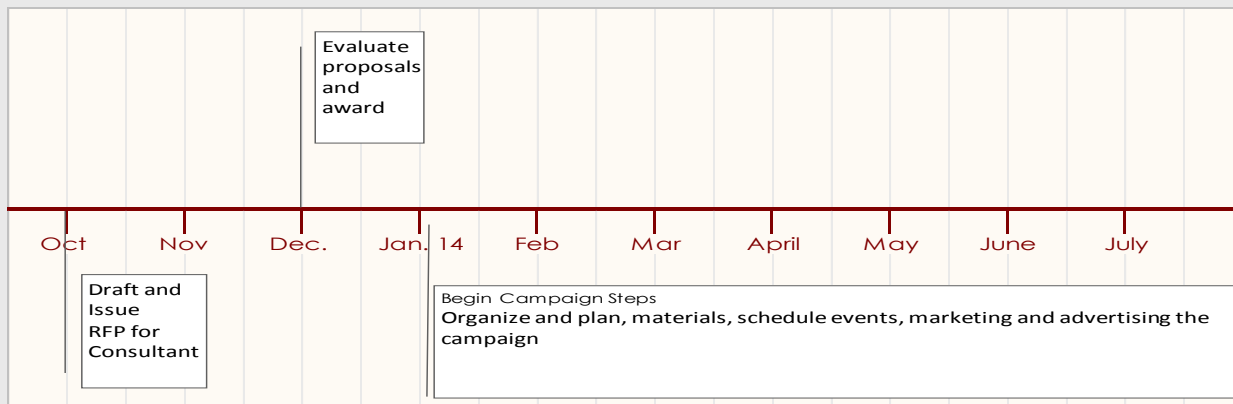 Evaluate
proposals
and
award
Oct Nov Dec. Jan. 14 Feb Mar April May June July
Draft and
Issue
RFP for
Consultant
Begin Campaign Steps
Organize and plan, materials, schedule events, marketing and advertising the
campaign